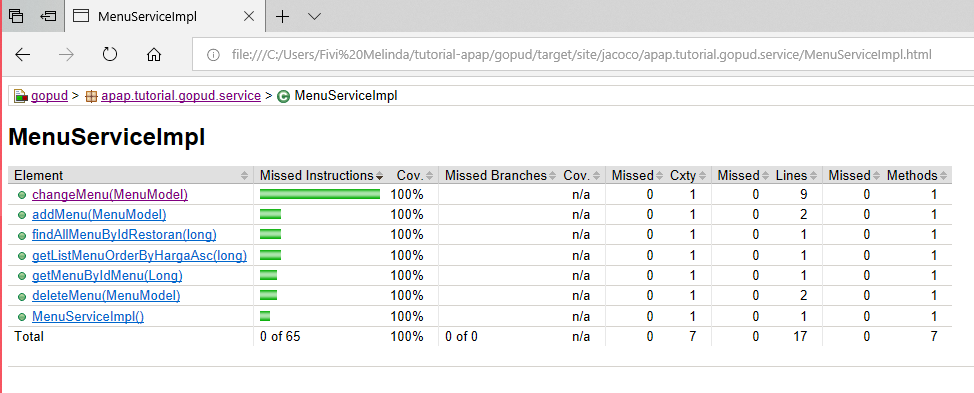 MenuServiceImpl
file:///C:/Users/Fivi%20Melinda/tutorial-apap/gopud/target/site/jacoco/apap.tutorial.gopud.service/MenuServiceImpl.html
gopud > apap.tutorial.gopud.service > MenuServiceImpl
MenuServiceImpl
Element Missed Instructions Cov. Missed Branches Cov. Missed Cxty Missed Lines Missed Methods
changeMenu(MenuModel) 100% n/a 0 1 0 9 0 1
addMenu(MenuModel) 100% n/a 0 1 0 2 0 1
findAllMenuByIdRestoran(long) 100% n/a 0 1 0 1 0 1
getListMenuOrderByHargaAsc(long) 100% n/a 0 1 0 1 0 1
getMenuByIdMenu(Long) 100% n/a 0 1 0 1 0 1
deleteMenu(MenuModel) 100% n/a 0 1 0 2 0 1
MenuServiceImpl() 100% n/a 0 1 0 1 0 1
Total 0 of 65 100% 0 of 0 n/a 0 7 0 17 0 7